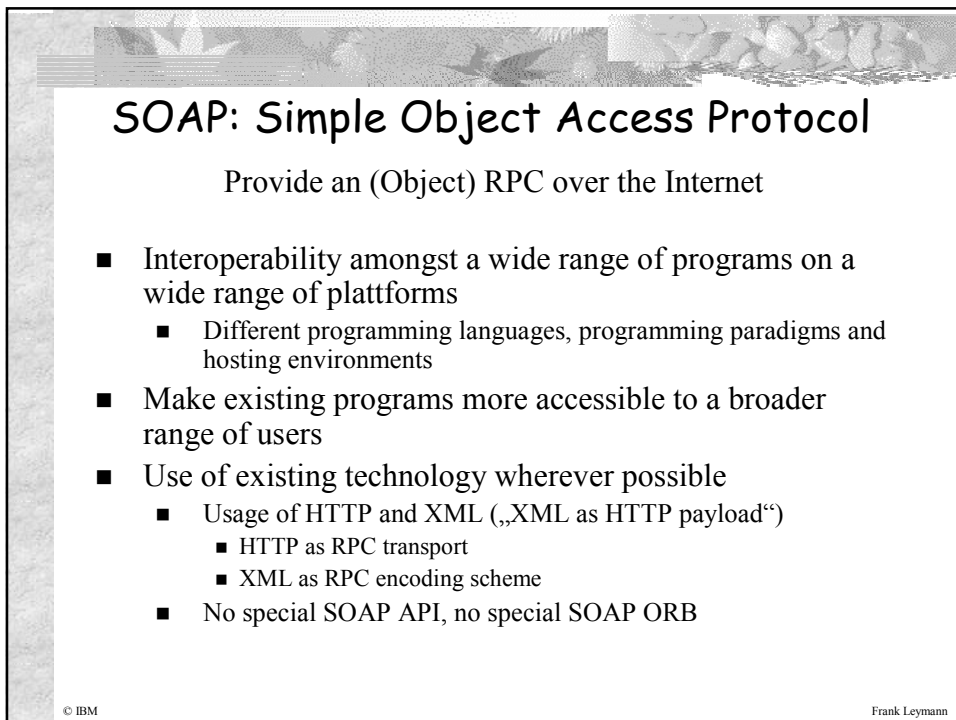 SOAP: Simple Object Access Protocol
Provide an (Object) RPC over the Internet
■ Interoperability amongst a wide range of programs on a
wide range of plattforms
■ Different programming languages, programming paradigms and
hosting environments
■ Make existing programs more accessible to a broader
range of users
■ Use of existing technology wherever possible
■ Usage of HTTP and XML („XML as HTTP payload“)
■ HTTP as RPC transport
■ XML as RPC encoding scheme
■ No special SOAP API, no special SOAP ORB
© IBM
Frank Leymann